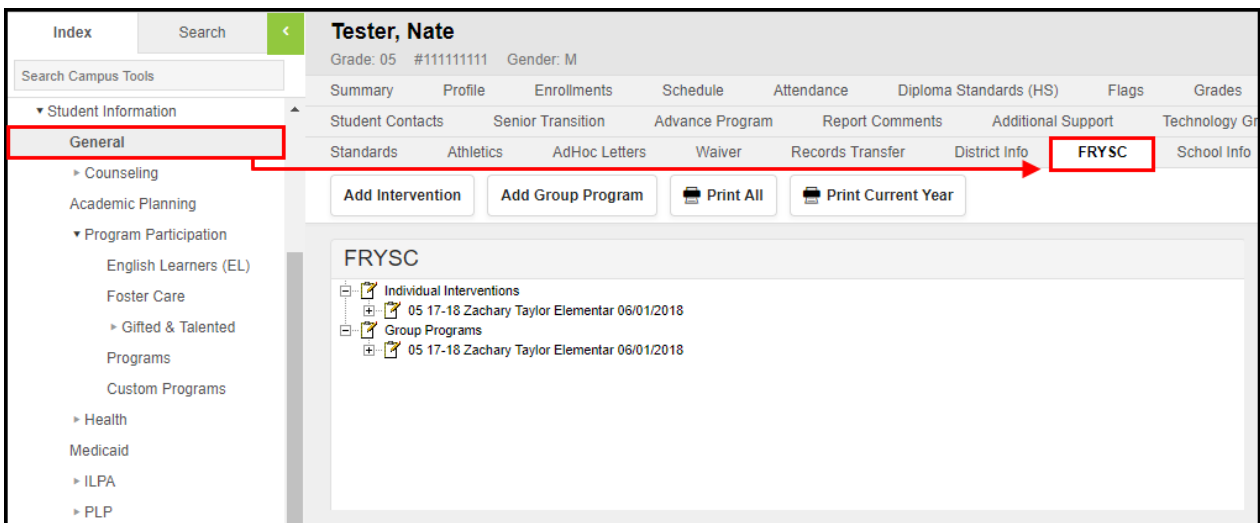 Index Search
Search Campus Tools
Student Information
General
Counseling
Academic Planning
Program Participation
English Learners (EL)
Foster Care
Gifted & Talented
Programs
Custom Programs
Health
Medicaid
ILPA
PLP
Tester, Nate
Grade: 05 #111111111 Gender: M
Summary Profile Enrollments Schedule Attendance Diploma Standards (HS) Flags Grades
Student Contacts Senior Transition Advance Program Report Comments Additional Support Technology Gr
Standards Athletics AdHoc Letters Waiver Records Transfer District Info FRYSC School Info
Add Intervention Add Group Program Print All Print Current Year
FRYSC
Individual Interventions
05 17-18 Zachary Taylor Elementar 06/01/2018
Group Programs
05 17-18 Zachary Taylor Elementar 06/01/2018